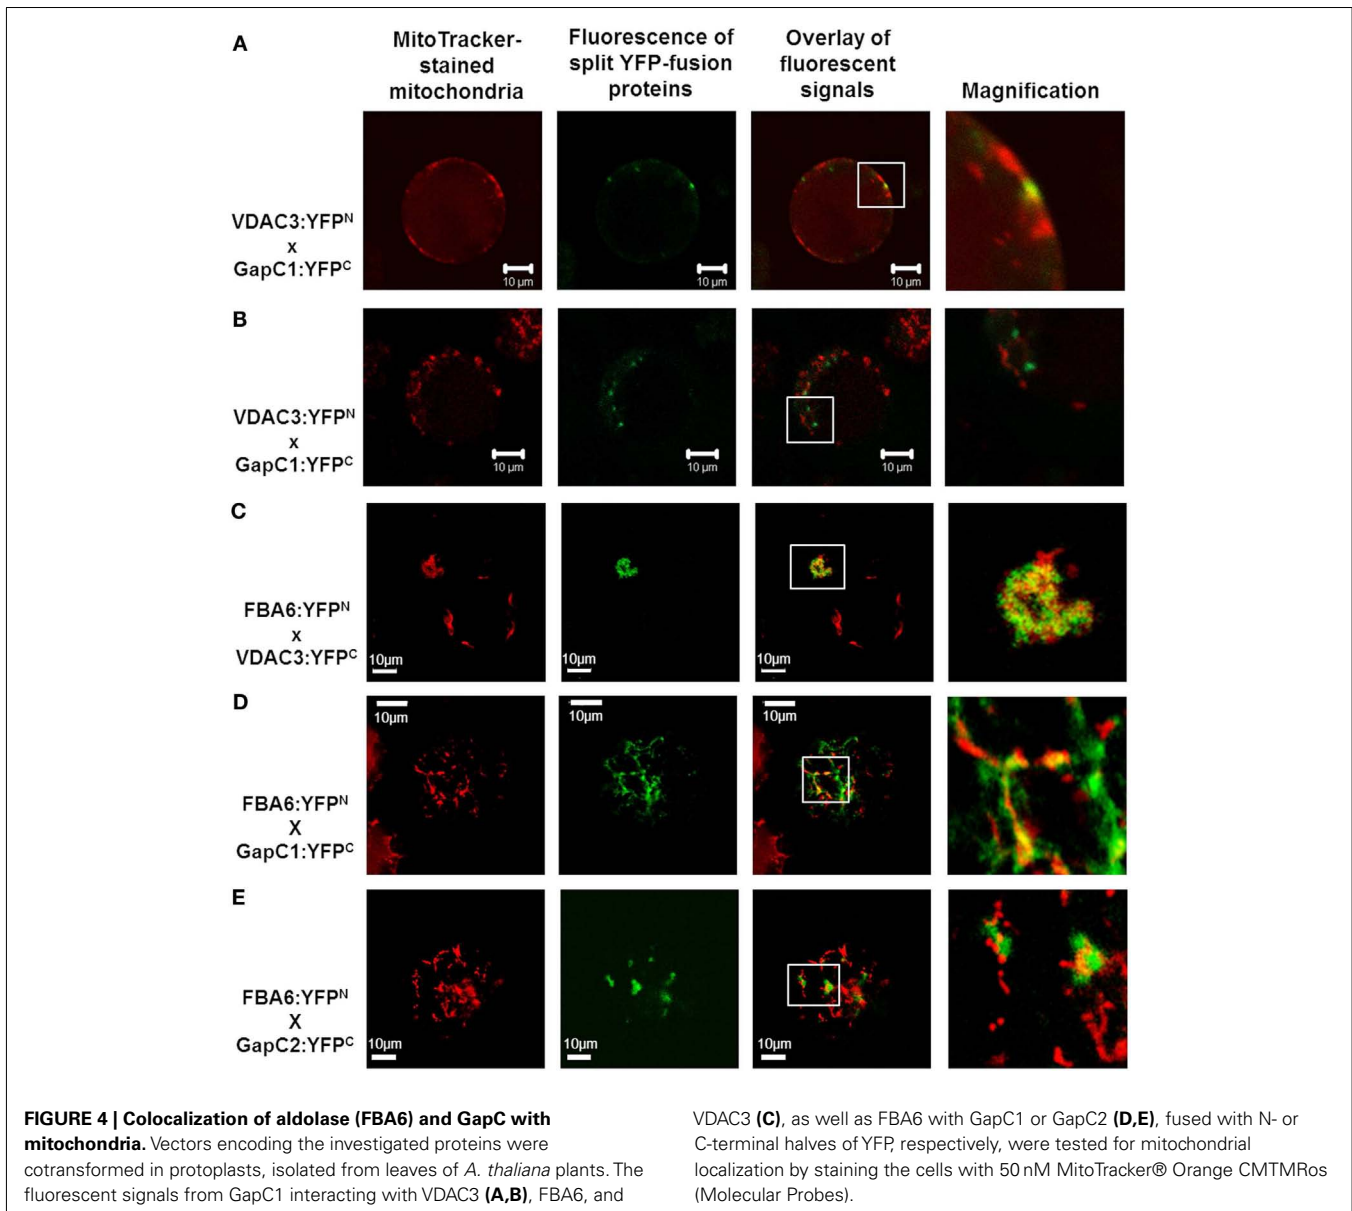 A
MitoTracker-
stained
mitochondria
Fluorescence of
split YFP-fusion
proteins
Overlay of
fluorescent
signals
Magnification
VDAC3:YFPᴺ
x
GapC1:YFPᶜ
10 µm
10 µm
10 µm
B
VDAC3:YFPᴺ
x
GapC1:YFPᶜ
10 µm
10 µm
10 µm
C
FBA6:YFPᴺ
x
VDAC3:YFPᶜ
10µm
10µm
10µm
D
FBA6:YFPᴺ
X
GapC1:YFPᶜ
10µm
10µm
10µm
E
FBA6:YFPᴺ
X
GapC2:YFPᶜ
10µm
10µm
10µm
FIGURE 4 | Colocalization of aldolase (FBA6) and GapC with
mitochondria. Vectors encoding the investigated proteins were
cotransformed in protoplasts, isolated from leaves of A. thaliana plants. The
fluorescent signals from GapC1 interacting with VDAC3 (A,B), FBA6, and
VDAC3 (C), as well as FBA6 with GapC1 or GapC2 (D,E), fused with N- or
C-terminal halves of YFP, respectively, were tested for mitochondrial
localization by staining the cells with 50 nM MitoTracker® Orange CMTMRos
(Molecular Probes).